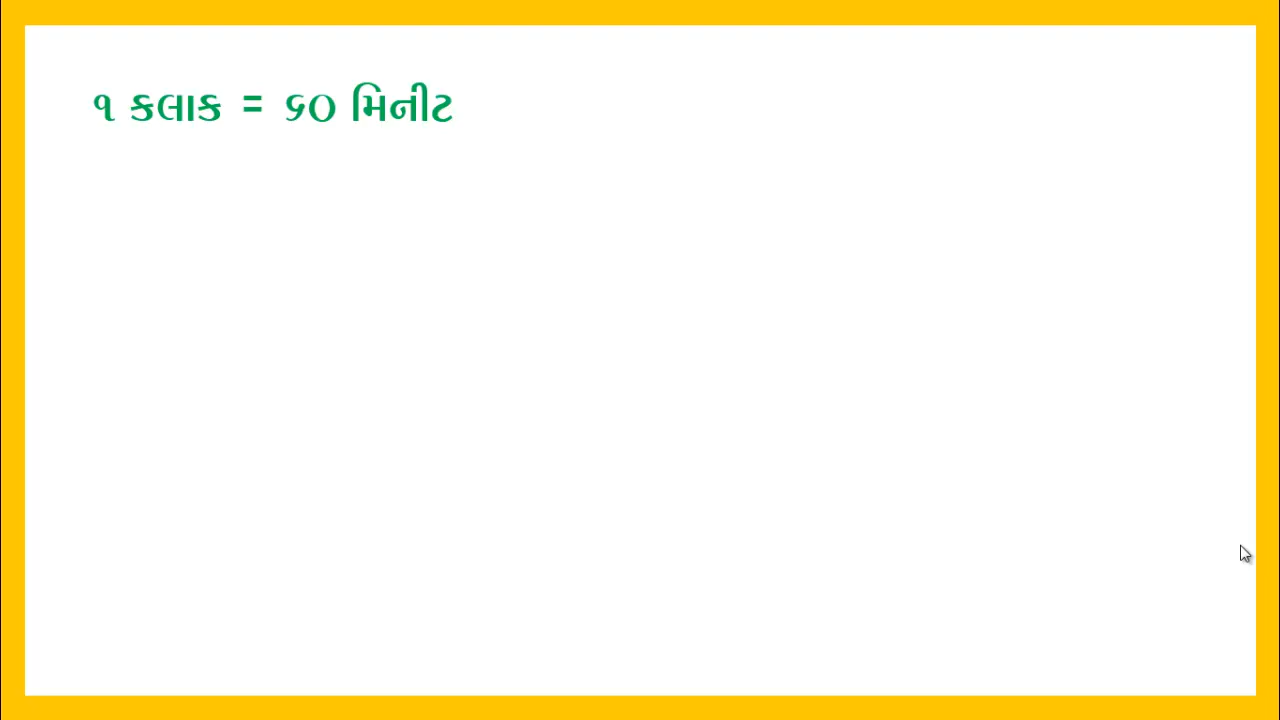 ૧ કલાક = ૬૦ મિનીટ